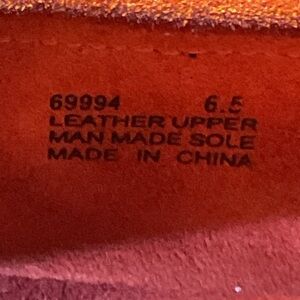 69994 6.5
LEATHER UPPER
MAN MADE SOLE
MADE IN CHINA